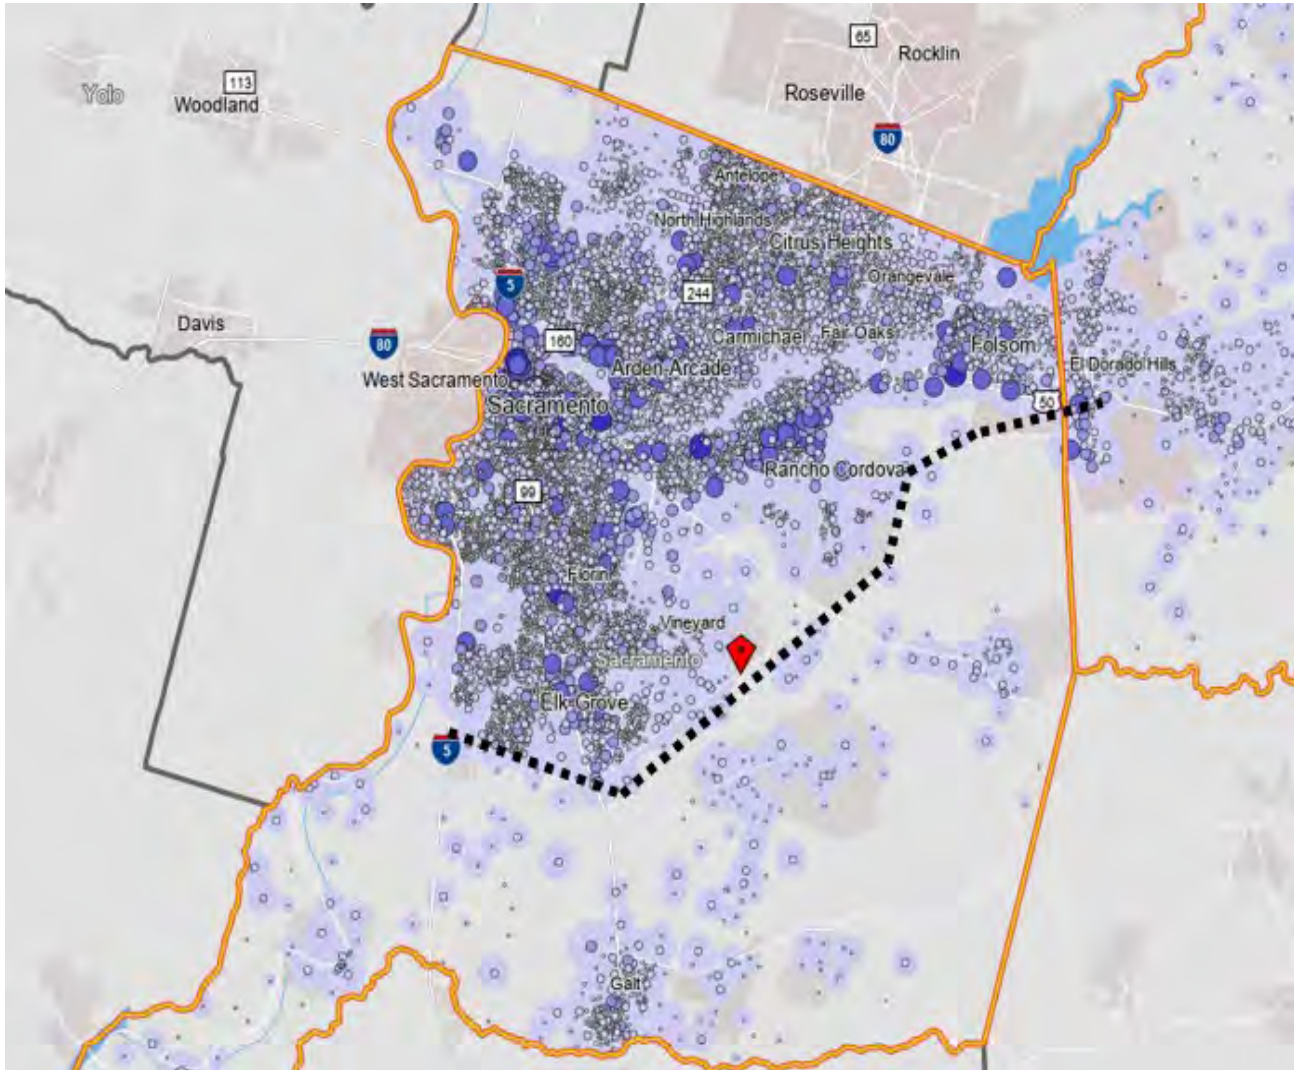 65
Rocklin
113
Yolo
Woodland
Roseville
80
Antelope
North Highlands
Citrus Heights
Orangevale
5
244
Davis
80
160
Carmichael
Fair Oaks
Folsom
West Sacramento
Arden-Arcade
El Dorado Hills
Sacramento
50
Rancho Cordova
99
Florin
Vineyard
Sacramento
Elk Grove
5
Galt